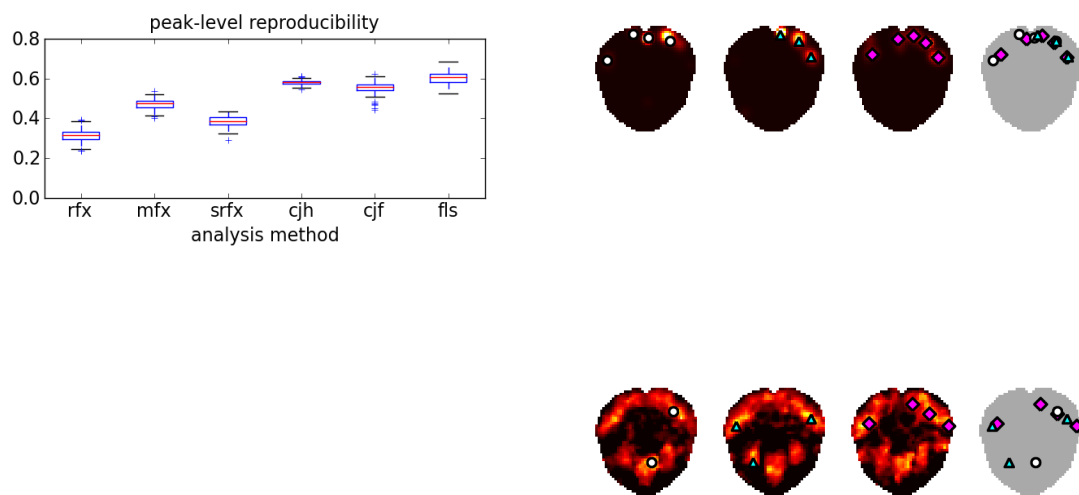 peak-level reproducibility
0.8
0.6
0.4
0.2
0.0
rfx mfx srfx cjh cjf fls
analysis method